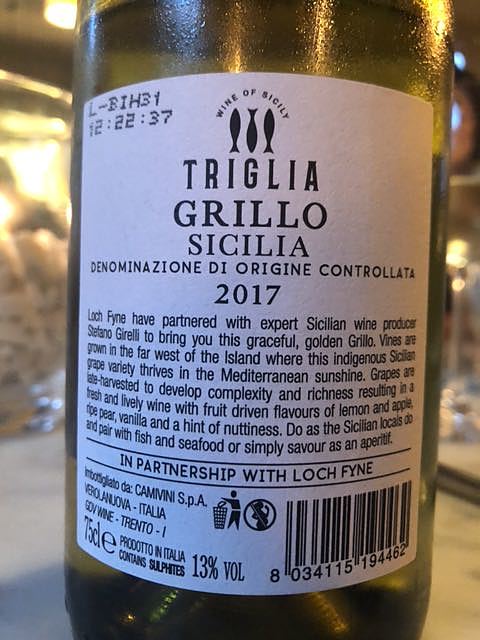 L-BIH31
12:22:37
WINE OF SICILY
TRIGLIA
GRILLO
SICILIA
DENOMINAZIONE DI ORIGINE CONTROLLATA
2017
Loch Fyne have partnered with expert Sicilian wine producer
Stefano Girelli to bring you this graceful, golden Grillo. Vines are
grown in the far west of the Island where this indigenous Sicilian
grape variety thrives in the Mediterranean sunshine. Grapes are
late-harvested to develop complexity and richness resulting in a
fresh and lively wine with fruit driven flavours of lemon and apple,
ripe pear, vanilla and a hint of nuttiness. Do as the Sicilian locals do
and pair with fish and seafood or simply savour as an aperitif.
IN PARTNERSHIP WITH LOCH FYNE
Imbottigliato da: CAMIVINI S.p.A.
VEROLANUOVA - ITALIA
GDV WINE - TRENTO - I
75cl e PRODOTTO IN ITALIA
CONTAINS SULPHITES 13% VOL
8 034115 194462